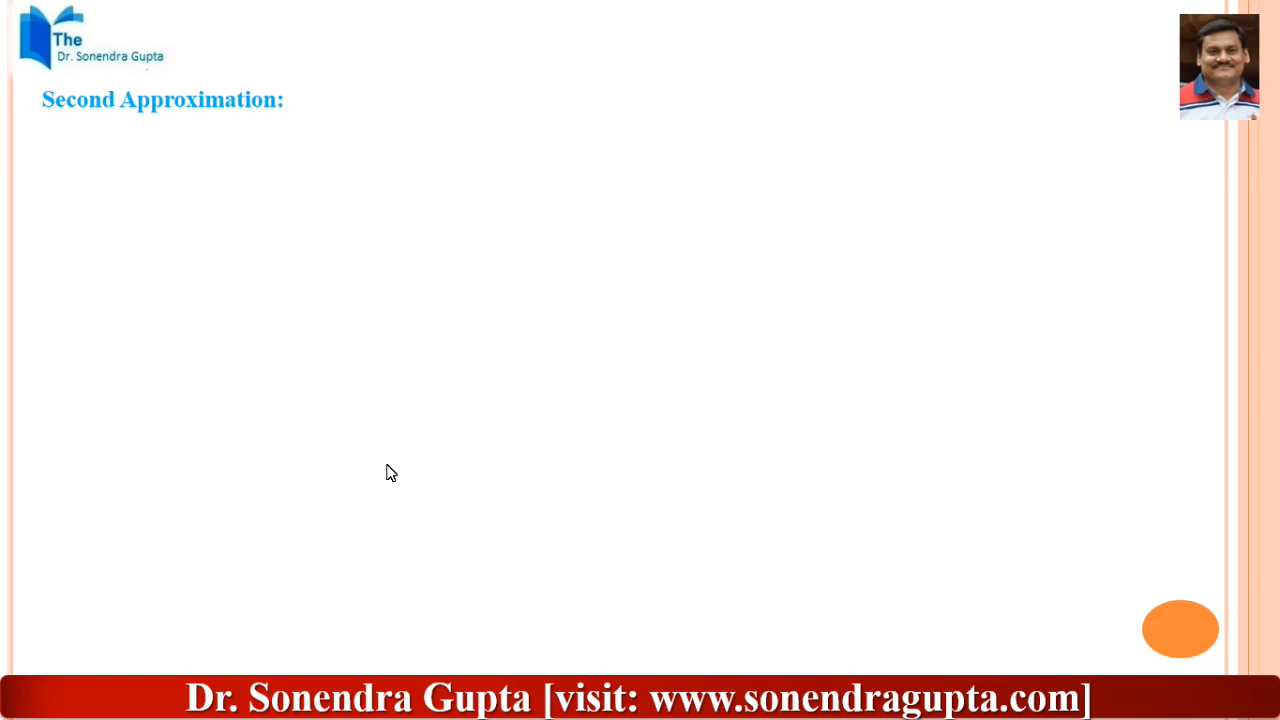 The
Dr. Sonendra Gupta
Second Approximation:
Dr. Sonendra Gupta [visit: www.sonendragupta.com]